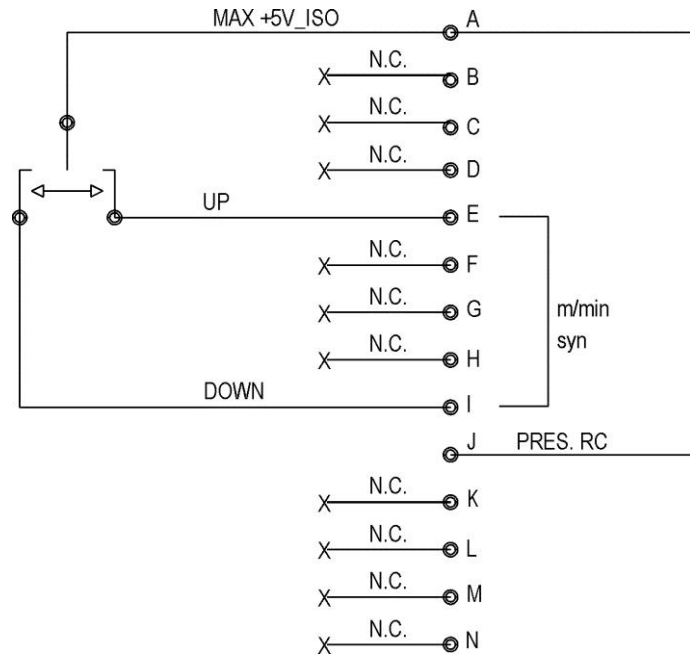 MAX +5V_ISO A
N.C. B
N.C. C
N.C. D
UP E
N.C. F
N.C. G
m/min
syn
N.C. H
DOWN I
J PRES. RC
N.C. K
N.C. L
N.C. M
N.C. N